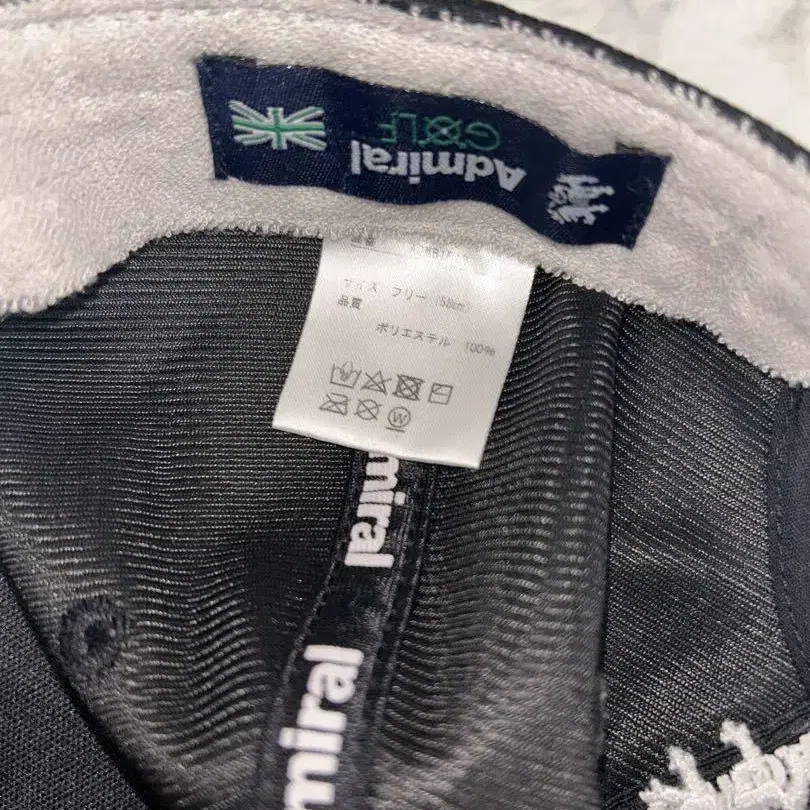 Admiral
GOLF
サイズ フリー (58cm)
品質
ポリエステル 100%
W
miral
miral